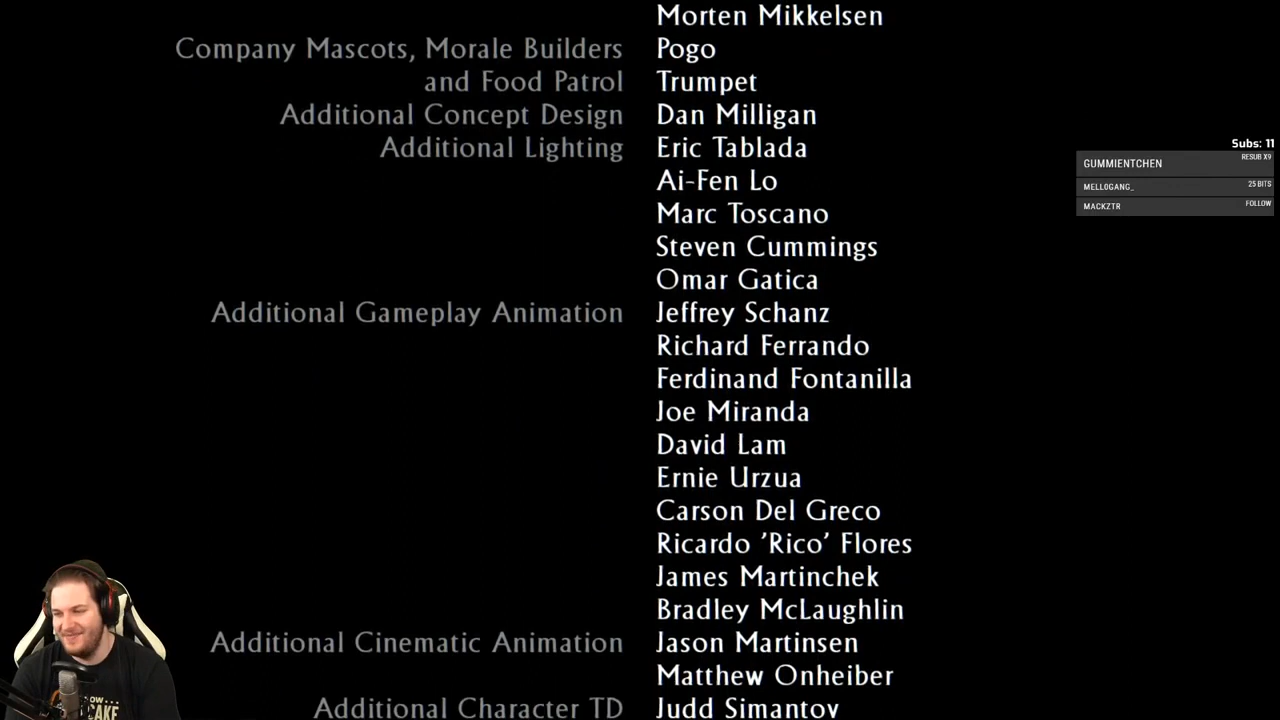 Morten Mikkelsen
Company Mascots, Morale Builders Pogo
and Food Patrol Trumpet
Additional Concept Design Dan Milligan
Additional Lighting Eric Tablada
Ai-Fen Lo
Marc Toscano
Steven Cummings
Omar Gatica
Additional Gameplay Animation Jeffrey Schanz
Richard Ferrando
Ferdinand Fontanilla
Joe Miranda
David Lam
Ernie Urzua
Carson Del Greco
Ricardo 'Rico' Flores
James Martinchek
Bradley McLaughlin
Additional Cinematic Animation Jason Martinsen
Matthew Onheiber
Additional Character TD Judd Simantov
Subs: 11
GUMMIENTCHEN RESUB X9
MELL0GANG_ 25 BITS
MACKZTR FOLLOW